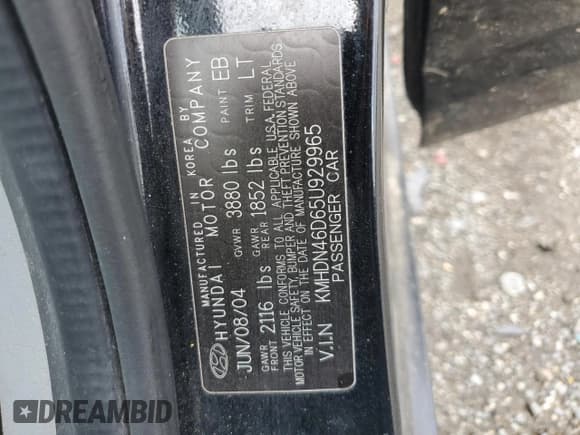 MANUFACTURED IN KOREA BY
HYUNDAI MOTOR COMPANY
JUN/08/04 GVWR 3880 lbs PAINT EB
GAWR FRONT 2116 lbs GAWR REAR 1852 lbs TRIM LT
THIS VEHICLE CONFORMS TO ALL APPLICABLE U.S.A. FEDERAL
MOTOR VEHICLE SAFETY, BUMPER AND THEFT PREVENTION STANDARDS
IN EFFECT ON THE DATE OF MANUFACTURE SHOWN ABOVE
V.I.N KMHDN46D65U929965
PASSENGER CAR
DREAMBID